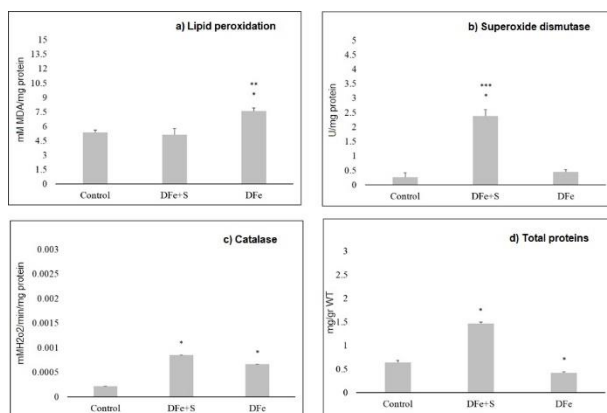 a) Lipid peroxidation
mM MDA/mg protein
15
13.5
12
10.5
9
7.5
6
4.5
3
1.5
0
**
*
Control
DFe+S
DFe
b) Superoxide dismutase
U/mg protein
5
4.5
4
3.5
3
2.5
2
1.5
1
0.5
0
***
*
Control
DFe+S
DFe
c) Catalase
mMH2o2/min/mg protein
0.003
0.0025
0.002
0.0015
0.001
0.0005
0
*
*
Control
DFe+S
DFe
d) Total proteins
mg/gr WT
3
2.5
2
1.5
1
0.5
0
*
*
Control
DFe+S
DFe